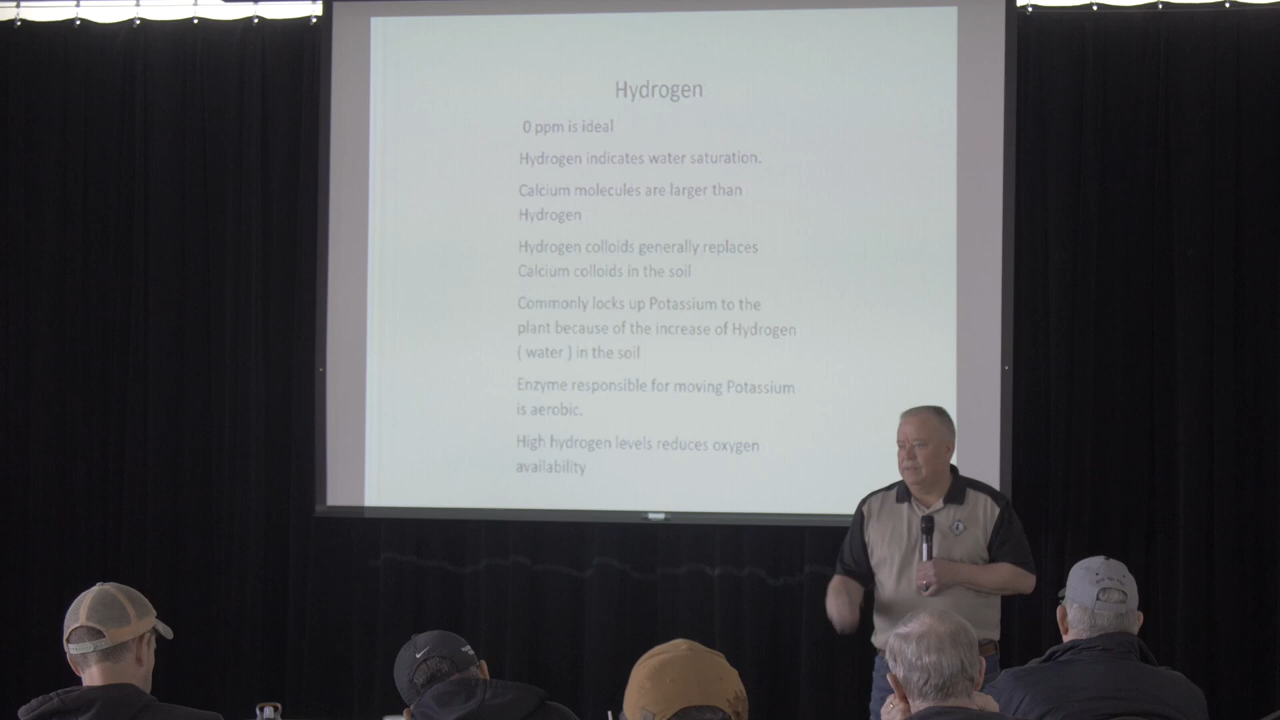 Hydrogen
0 ppm is ideal
Hydrogen indicates water saturation.
Calcium molecules are larger than
Hydrogen
Hydrogen colloids generally replaces
Calcium colloids in the soil
Commonly locks up Potassium to the
plant because of the increase of Hydrogen
( water ) in the soil
Enzyme responsible for moving Potassium
is aerobic.
High hydrogen levels reduces oxygen
availability